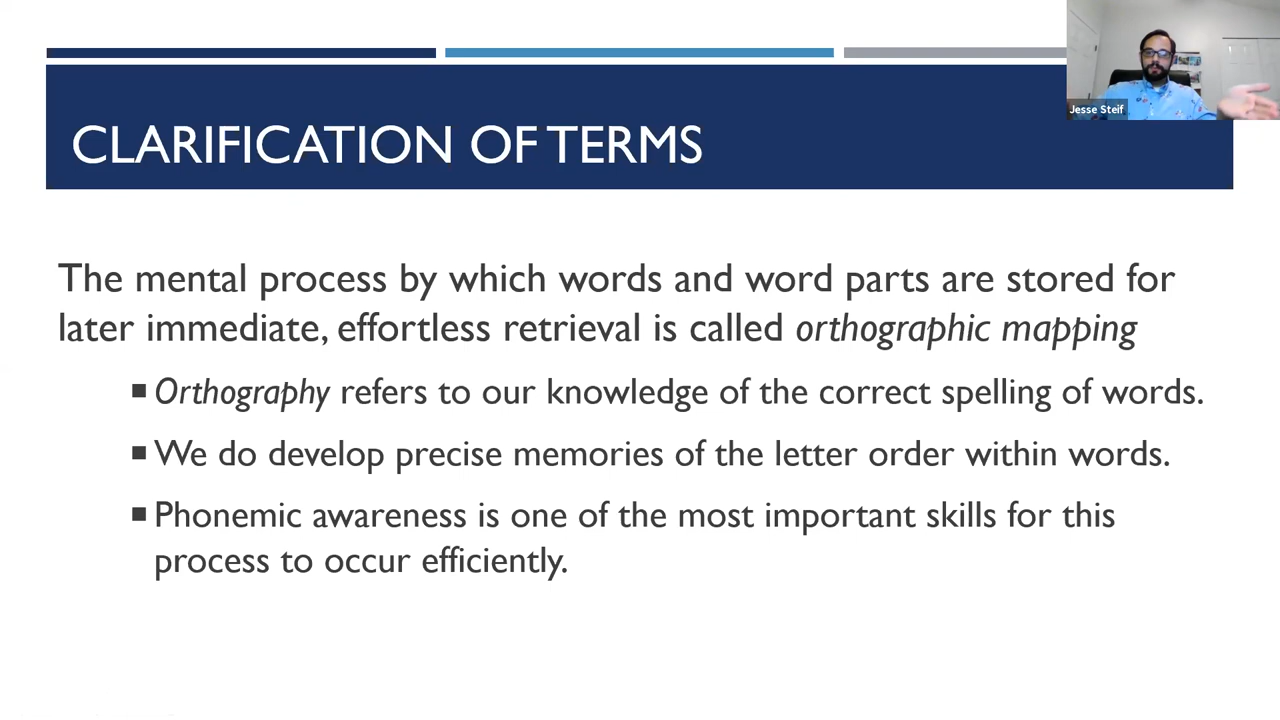 Jesse Steif
CLARIFICATION OF TERMS
The mental process by which words and word parts are stored for
later immediate, effortless retrieval is called orthographic mapping
■ Orthography refers to our knowledge of the correct spelling of words.
■ We do develop precise memories of the letter order within words.
■ Phonemic awareness is one of the most important skills for this
process to occur efficiently.